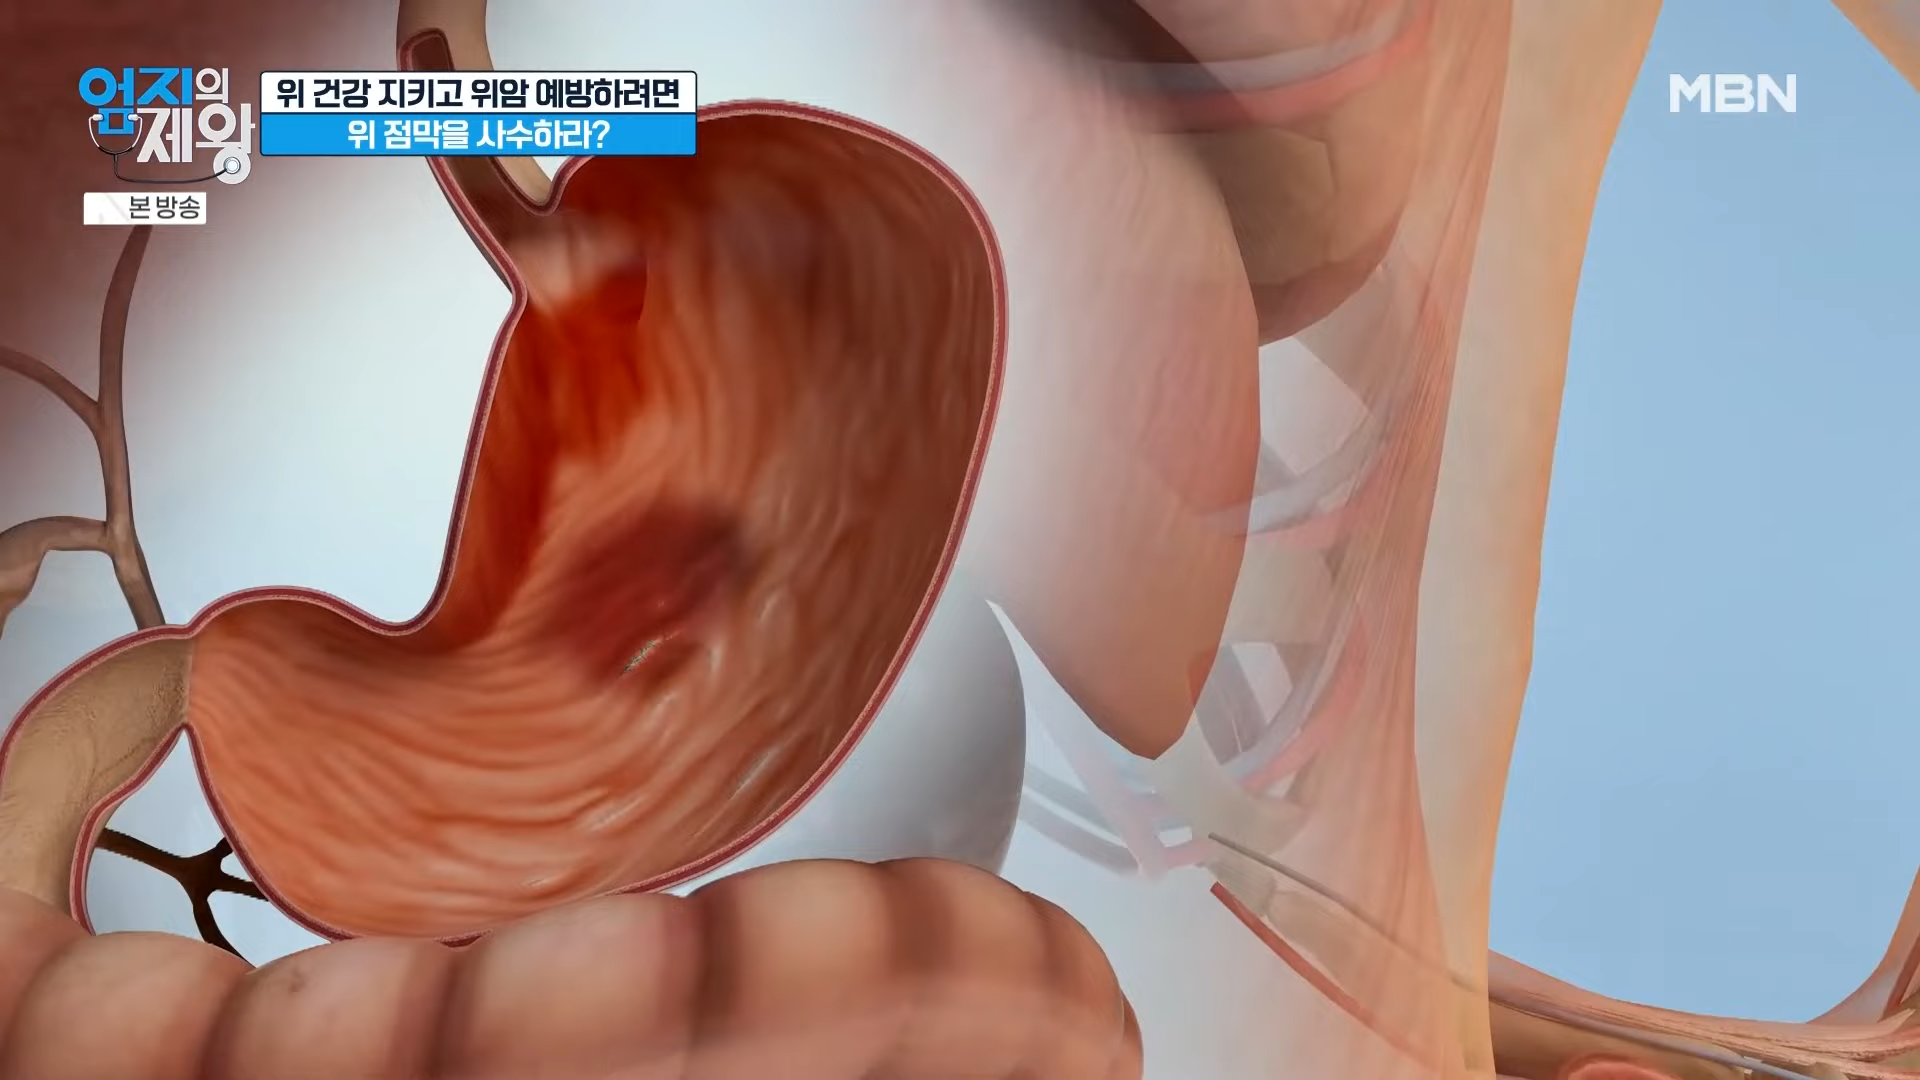 엄지의
제왕
본 방송
위 건강 지키고 위암 예방하려면
위 점막을 사수하라?
MBN